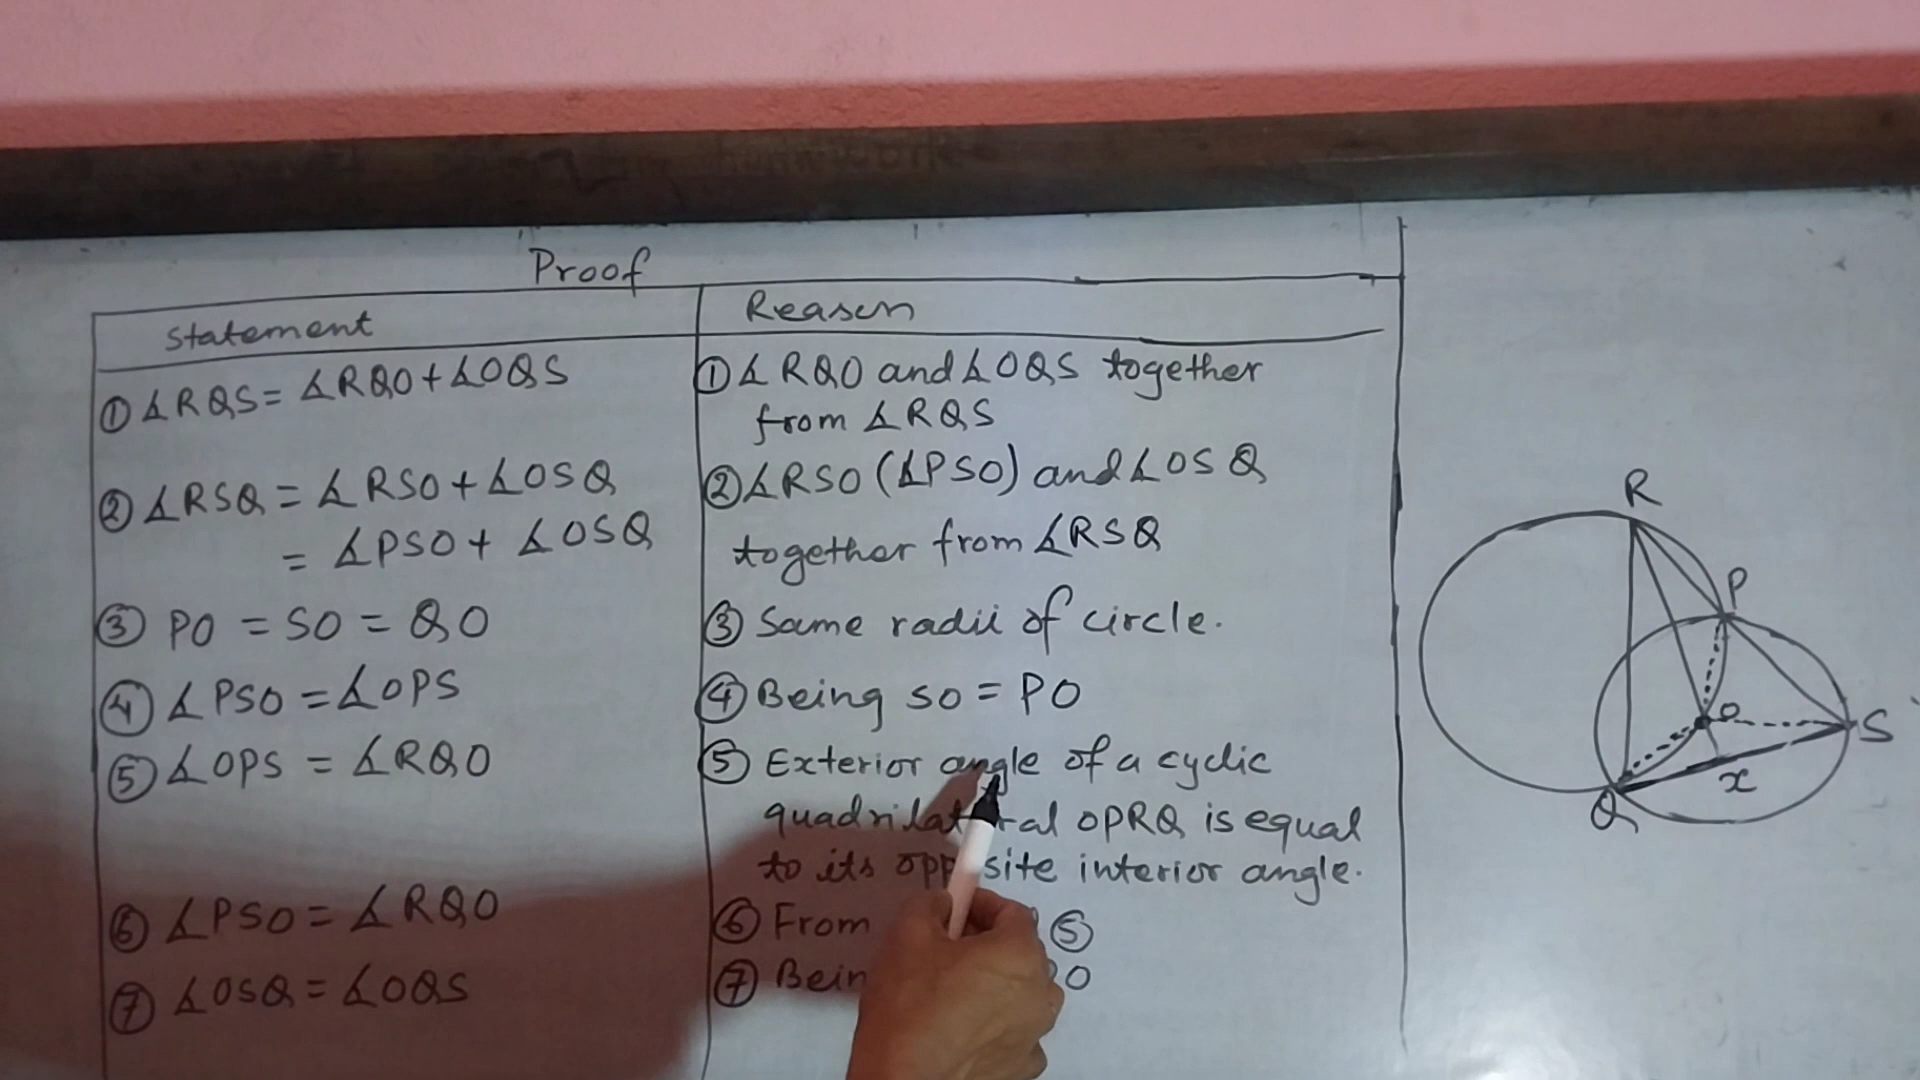 Proof
Statement
Reason
① ∡RQS = ∡RQO + ∡OQS
① ∡RQO and ∡OQS together
from ∡RQS
② ∡RSQ = ∡RSO + ∡OSQ
= ∡PSO + ∡OSQ
② ∡RSO (∡PSO) and ∡OSQ
together from ∡RSQ
③ PO = SO = QO
③ Same radii of circle.
④ ∡PSO = ∡OPS
④ Being SO = PO
⑤ ∡OPS = ∡RQO
⑤ Exterior angle of a cyclic
quadrilateral OPRQ is equal
to its opposite interior angle.
⑥ ∡PSO = ∡RQO
⑥ From ⑤
⑦ ∡OSQ = ∡OQS
⑦ O
R
P
O
S
x
Q